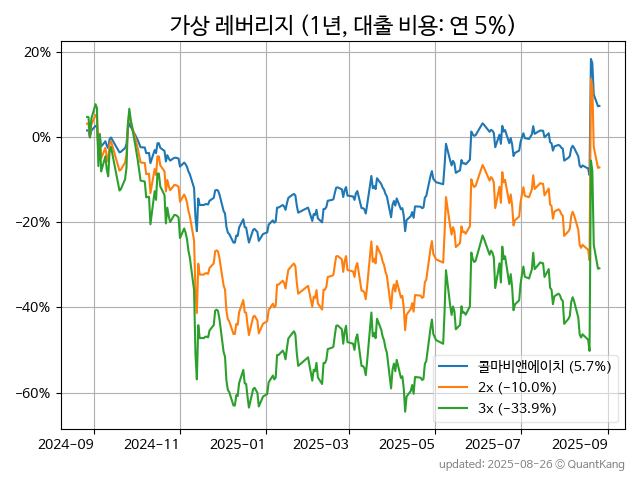 가상 레버리지 (1년, 대출 비용: 연 5%)
20%
0%
−20%
−40%
−60%
콜마비앤에이치 (5.7%)
2x (−10.0%)
3x (−33.9%)
2024-09 2024-11 2025-01 2025-03 2025-05 2025-07 2025-09
updated: 2025-08-26 © QuantKang